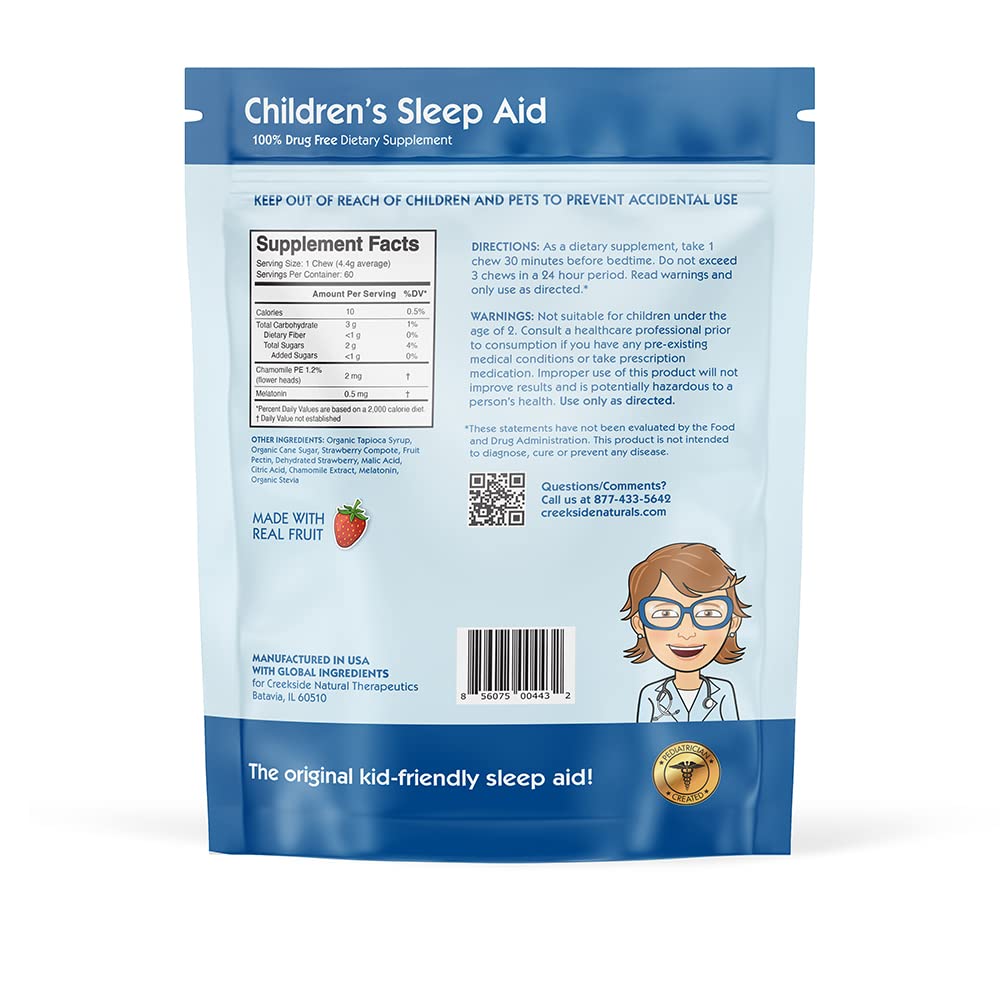 Children's Sleep Aid
100% Drug Free Dietary Supplement
KEEP OUT OF REACH OF CHILDREN AND PETS TO PREVENT ACCIDENTAL USE
Supplement Facts
Serving Size: 1 Chew (4.4g average)
Servings Per Container: 60
Amount Per Serving %DV*
Calories 10 0.5%
Total Carbohydrate 3 g 1%
Dietary Fiber <1 g 0%
Total Sugars 2 g 4%
Added Sugars <1 g 0%
Chamomile PE 1.2%
(flower heads) 2 mg †
Melatonin 0.5 mg †
*Percent Daily Values are based on a 2,000 calorie diet
† Daily Value not established
OTHER INGREDIENTS: Organic Tapioca Syrup,
Organic Cane Sugar, Strawberry Compote, Fruit
Pectin, Dehydrated Strawberry, Malic Acid,
Citric Acid, Chamomile Extract, Melatonin,
Organic Stevia
MADE WITH
REAL FRUIT
DIRECTIONS: As a dietary supplement, take 1
chew 30 minutes before bedtime. Do not exceed
3 chews in a 24 hour period. Read warnings and
only use as directed.*
WARNINGS: Not suitable for children under the
age of 2. Consult a healthcare professional prior
to consumption if you have any pre-existing
medical conditions or take prescription
medication. Improper use of this product will not
improve results and is potentially hazardous to a
person's health. Use only as directed.
*These statements have not been evaluated by the Food
and Drug Administration. This product is not intended
to diagnose, cure or prevent any disease.
Questions/Comments?
Call us at 877-433-5642
creeksidenaturals.com
MANUFACTURED IN USA
WITH GLOBAL INGREDIENTS
for Creekside Natural Therapeutics
Batavia, IL 60510
8 56075 00443 2
The original kid-friendly sleep aid!
PEDIATRICIAN
CREATED